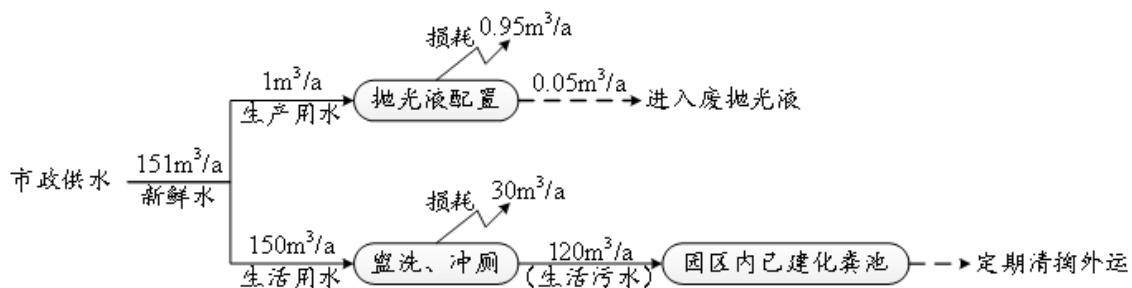 损耗 0.95m³/a
1m³/a
生产用水
抛光液配置
0.05m³/a
进入废抛光液
市政供水
151m³/a
新鲜水
损耗 30m³/a
150m³/a
生活用水
盥洗、冲厕
120m³/a
(生活污水)
园区内已建化粪池
定期清掏外运